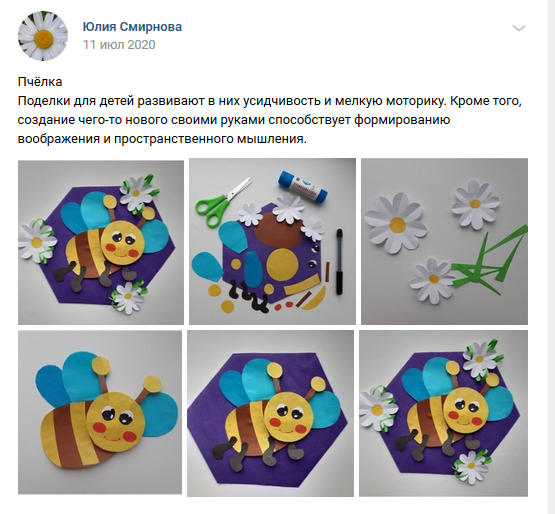 Юлия Смирнова
11 июл 2020
Пчёлка
Поделки для детей развивают в них усидчивость и мелкую моторику. Кроме того,
создание чего-то нового своими руками способствует формированию
воображения и пространственного мышления.